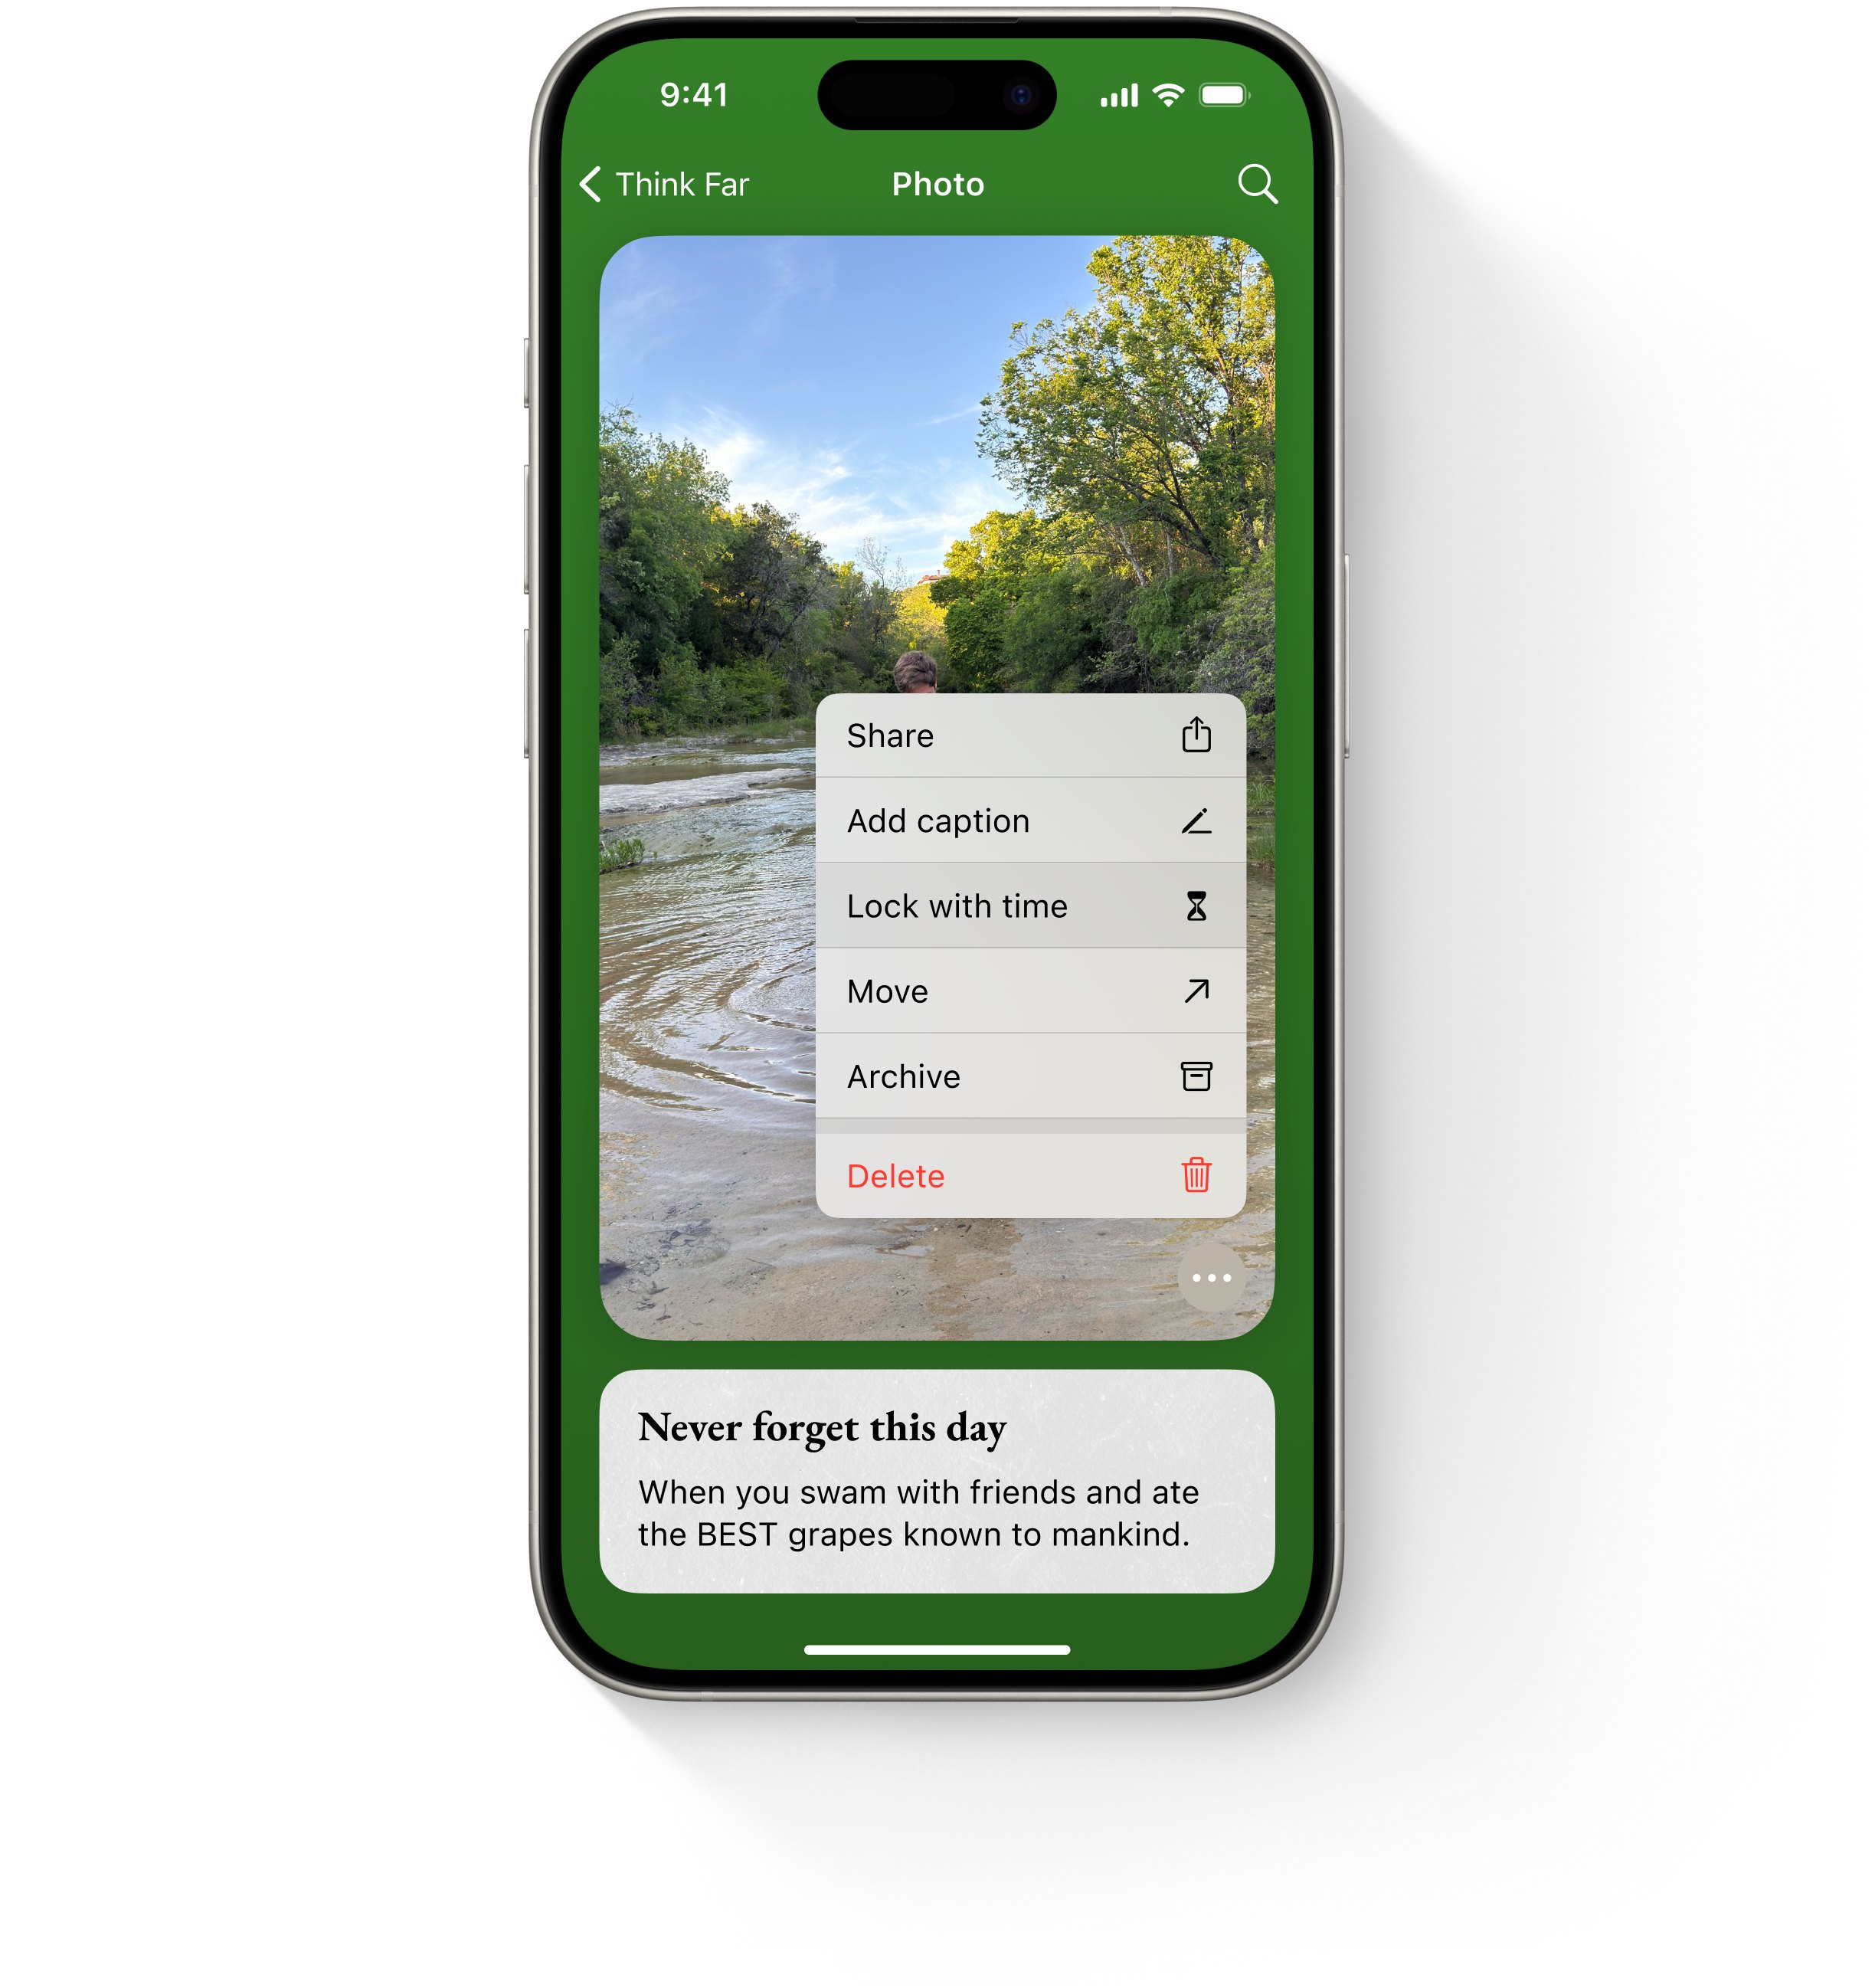 9:41
Think Far
Photo
Share
Add caption
Lock with time
Move
Archive
Delete
Never forget this day
When you swam with friends and ate
the BEST grapes known to mankind.